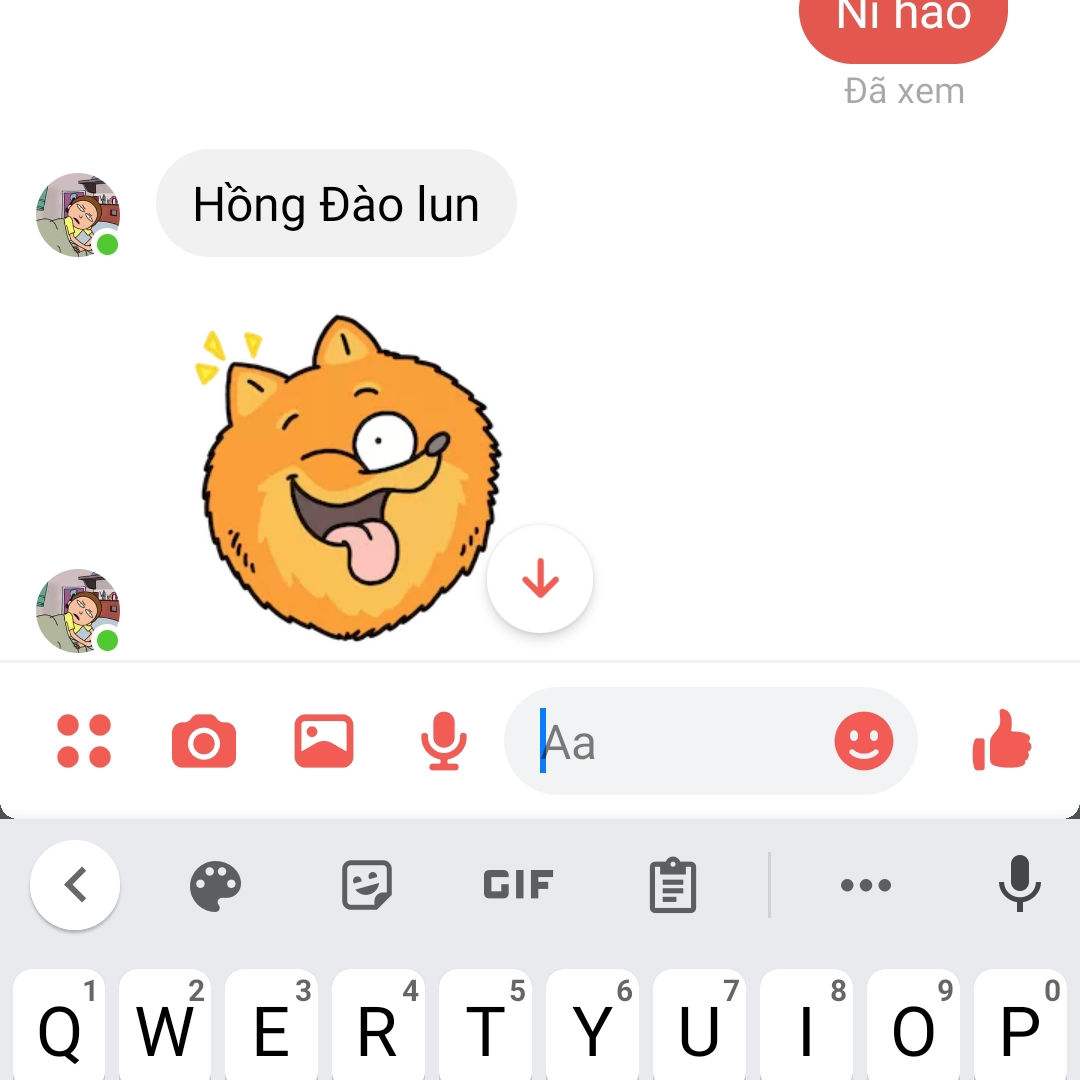 Ni hao
Đã xem
Hồng Đào lun
Aa
GIF
1 2 3 4 5 6 7 8 9 0
Q W E R T Y U I O P